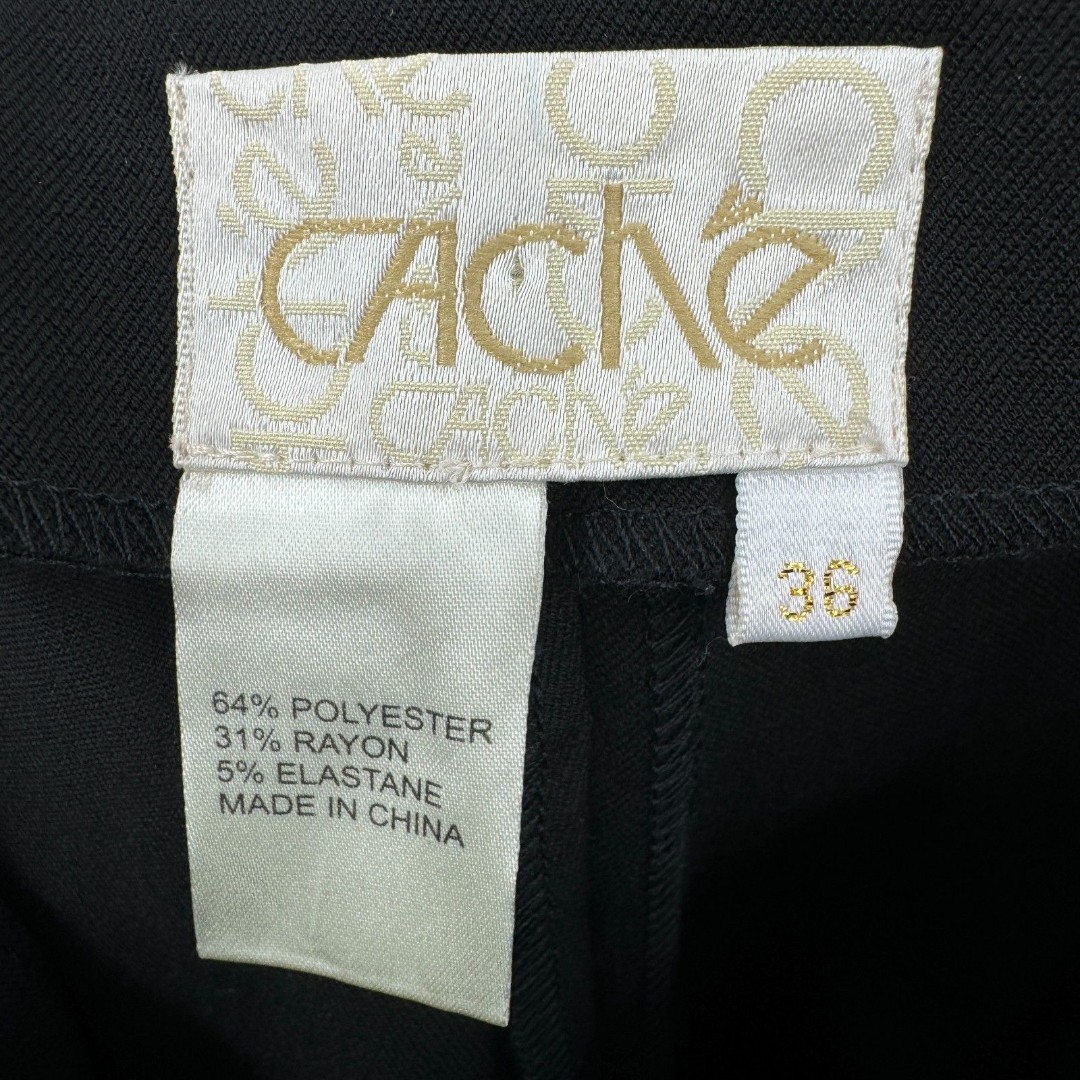 CAChé
CAChé
36
64% POLYESTER
31% RAYON
5% ELASTANE
MADE IN CHINA